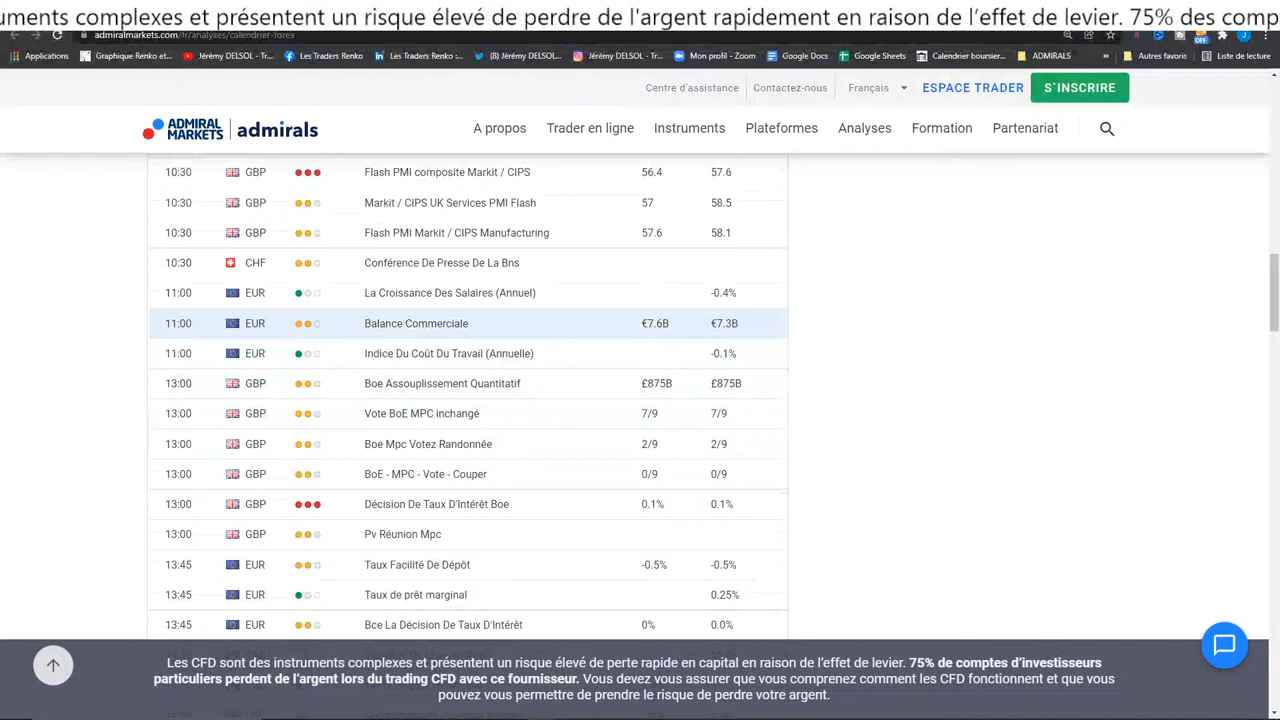 uments complexes et présentent un risque élevé de perdre de l'argent rapidement en raison de l’effet de levier. 75% des comp
admiralmarkets.com/fr/analyses/calendrier-forex
Applications Graphique Renko et... Jérémy DELSOL - Tr... Les Traders Renko Les Traders Renko :... (8) Jérémy DELSOL... Jérémy DELSOL - Tr... Mon profil - Zoom Google Docs Google Sheets Calendrier boursier... ADMIRALS » Autres favoris Liste de lecture
Centre d'assistance Contactez-nous Français ESPACE TRADER S'INSCRIRE
ADMIRAL MARKETS admirals A propos Trader en ligne Instruments Plateformes Analyses Formation Partenariat
10:30 GBP Flash PMI composite Markit / CIPS 56.4 57.6
10:30 GBP Markit / CIPS UK Services PMI Flash 57 58.5
10:30 GBP Flash PMI Markit / CIPS Manufacturing 57.6 58.1
10:30 CHF Conférence De Presse De La Bns
11:00 EUR La Croissance Des Salaires (Annuel) -0.4%
11:00 EUR Balance Commerciale €7.6B €7.3B
11:00 EUR Indice Du Coût Du Travail (Annuelle) -0.1%
13:00 GBP Boe Assouplissement Quantitatif £875B £875B
13:00 GBP Vote BoE MPC inchangé 7/9 7/9
13:00 GBP Boe Mpc Votez Randonnée 2/9 2/9
13:00 GBP BoE - MPC - Vote - Couper 0/9 0/9
13:00 GBP Décision De Taux D'Intérêt Boe 0.1% 0.1%
13:00 GBP Pv Réunion Mpc
13:45 EUR Taux Facilité De Dépôt -0.5% -0.5%
13:45 EUR Taux de prêt marginal 0.25%
13:45 EUR Bce La Décision De Taux D'Intérêt 0% 0.0%
Les CFD sont des instruments complexes et présentent un risque élevé de perte rapide en capital en raison de l’effet de levier. 75% de comptes d’investisseurs
particuliers perdent de l’argent lors du trading CFD avec ce fournisseur. Vous devez vous assurer que vous comprenez comment les CFD fonctionnent et que vous
pouvez vous permettre de prendre le risque de perdre votre argent.